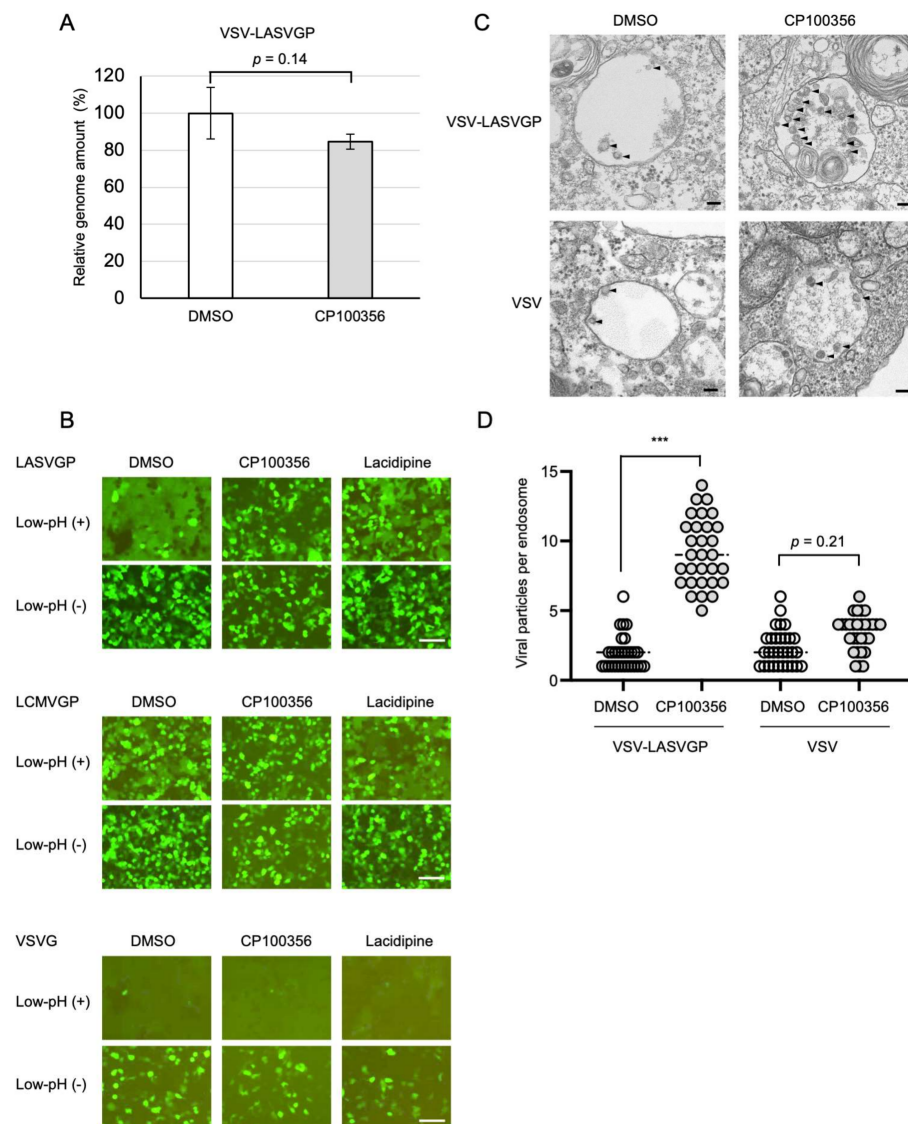 A
VSV-LASVGP
p = 0.14
Relative genome amount (%)
140
120
100
80
60
40
20
0
DMSO
CP100356
B
LASVGP
DMSO
CP100356
Lacidipine
Low-pH (+)
Low-pH (-)
LCMVGP
DMSO
CP100356
Lacidipine
Low-pH (+)
Low-pH (-)
VSVG
DMSO
CP100356
Lacidipine
Low-pH (+)
Low-pH (-)
C
DMSO
CP100356
VSV-LASVGP
VSV
D
***
p = 0.21
Viral particles per endosome
15
10
5
0
DMSO
CP100356
DMSO
CP100356
VSV-LASVGP
VSV